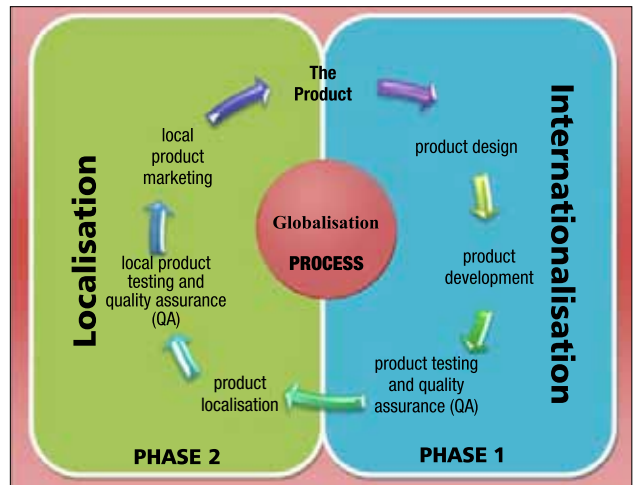 The
Product
product design
product
development
product testing
and quality
assurance (QA)
Internationalisation
PHASE 1
product
localisation
local product
testing and
quality assurance
(QA)
local
product
marketing
Localisation
PHASE 2
Globalisation
PROCESS